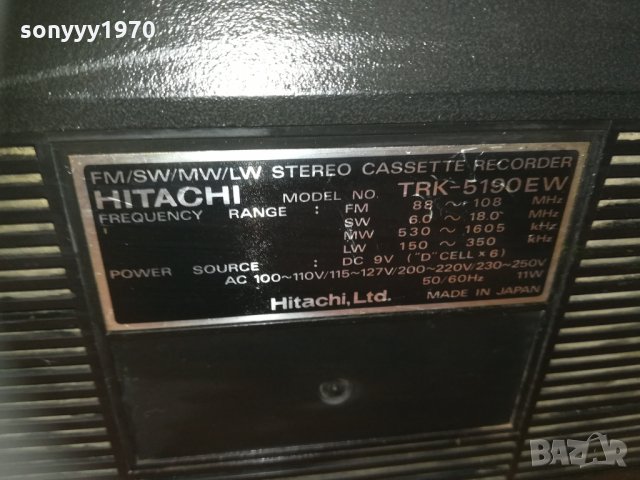 sonyyy1970
FM/SW/MW/LW STEREO CASSETTE RECORDER
HITACHI MODEL NO. TRK-5190EW
FREQUENCY RANGE : FM 88 ~ 108 MHz
SW 6.0 ~ 18.0 MHz
MW 530 ~ 1605 kHz
LW 150 ~ 350 kHz
POWER SOURCE : DC 9V ("D" CELL × 6)
AC 100~110V/115~127V/200~220V/230~250V
50/60Hz 11W
Hitachi, Ltd. MADE IN JAPAN
BAZAR